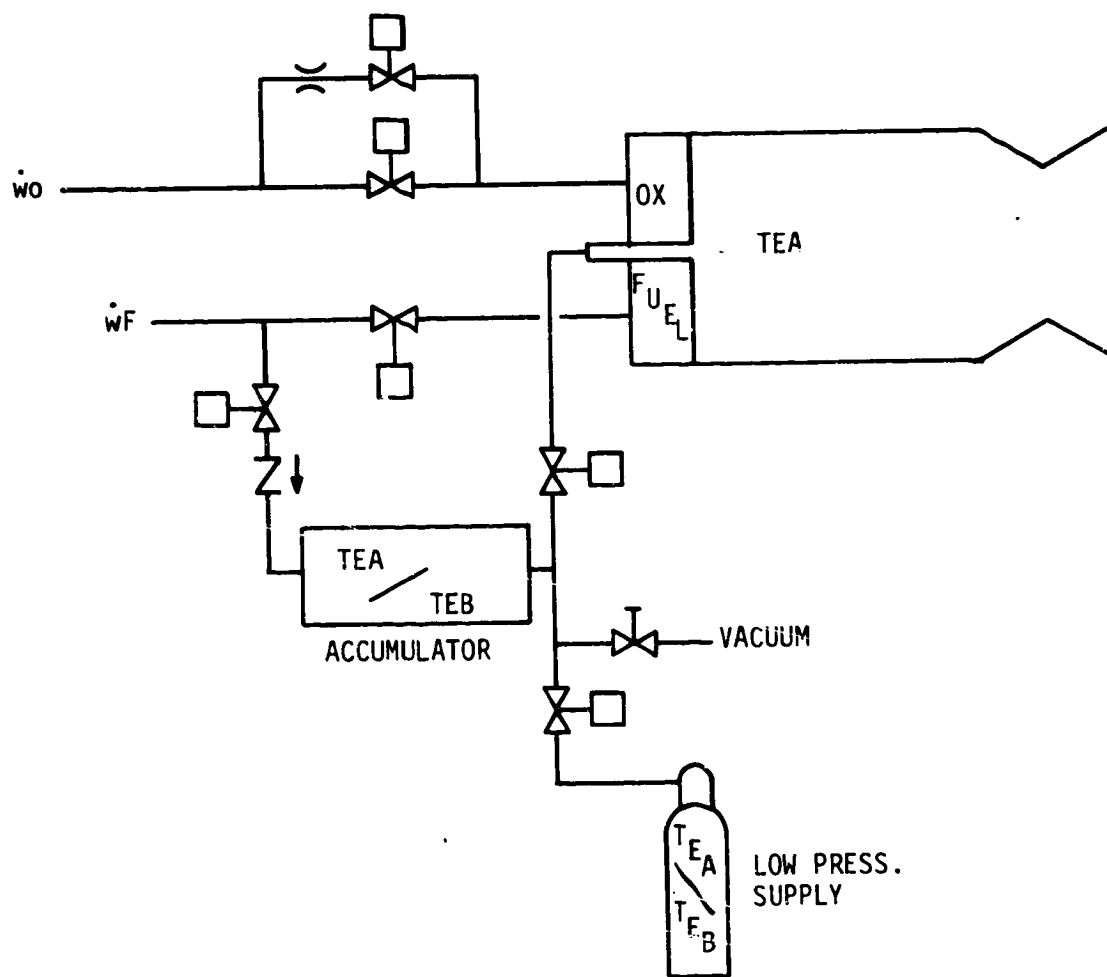 ẇo
OX
TEA
ẇF
FUEL
TEA
TEB
ACCUMULATOR
VACUUM
TEA
TEB
LOW PRESS.
SUPPLY